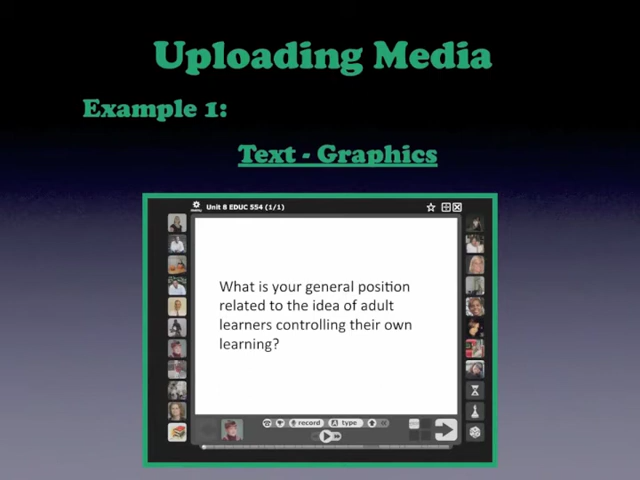 Uploading Media
Example 1:
Text - Graphics
Unit 8 EDUC 554 (1/1)
What is your general position
related to the idea of adult
learners controlling their own
learning?
record
A type